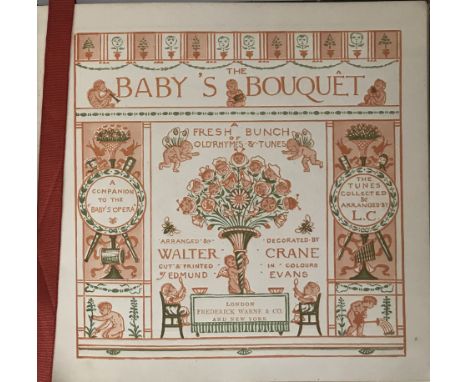 THE
BABY'S BOUQUÊT
A
FRESH BUNCH
OF
OLD RHYMES & TUNES
A
COMPANION
TO THE
"BABY'S OPERA"
THE
TUNES
COLLECTED
&
ARRANGED BY
L.C
ARRANGED BY DECORATED BY
WALTER CRANE
CUT & PRINTED IN COLOURS
BY EDMUND EVANS
LONDON
FREDERICK WARNE & CO.
AND NEW YORK